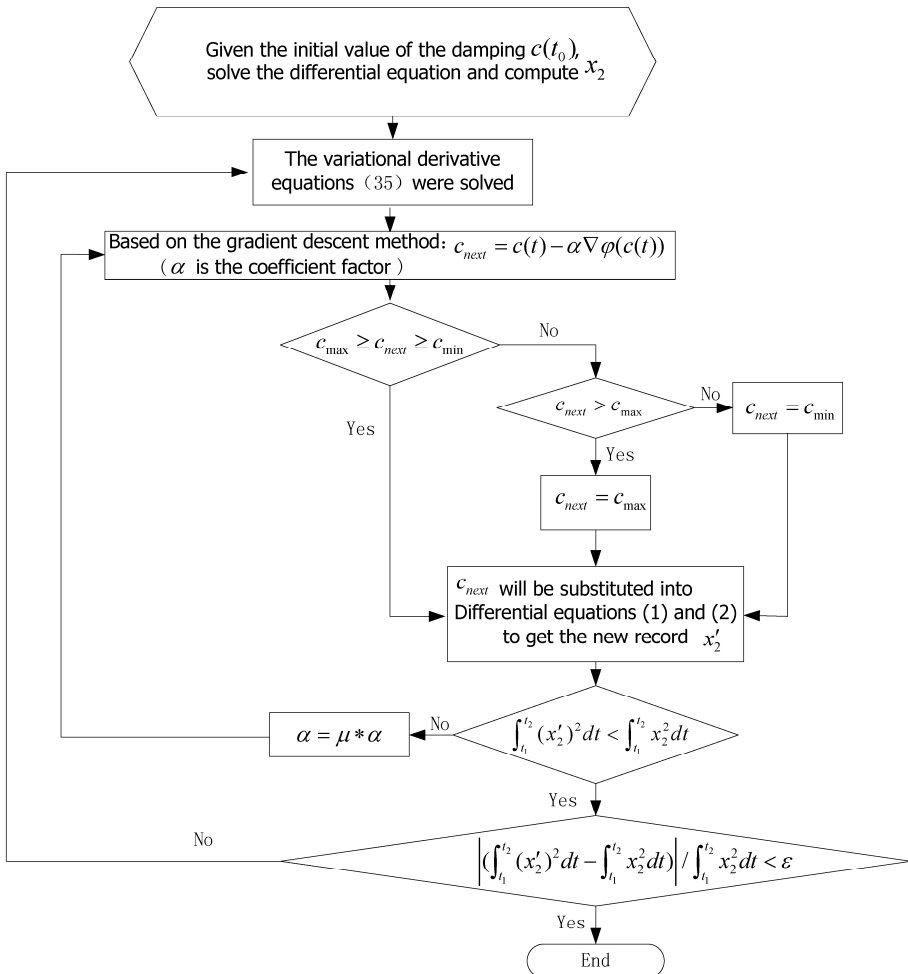 Given the initial value of the damping c(t₀),
solve the differential equation and compute x₂
The variational derivative
equations（35）were solved
Based on the gradient descent method: c_next = c(t) − α∇φ(c(t))
（α is the coefficient factor）
c_max ≥ c_next ≥ c_min
No
c_next > c_max
No
c_next = c_min
Yes
Yes
c_next = c_max
c_next will be substituted into
Differential equations (1) and (2)
to get the new record x′₂
∫_{t₁}^{t₂} (x′₂)² dt < ∫_{t₁}^{t₂} x₂² dt
No
α = μ * α
Yes
No
|(∫_{t₁}^{t₂} (x′₂)² dt − ∫_{t₁}^{t₂} x₂² dt)| / ∫_{t₁}^{t₂} x₂² dt < ε
Yes
End